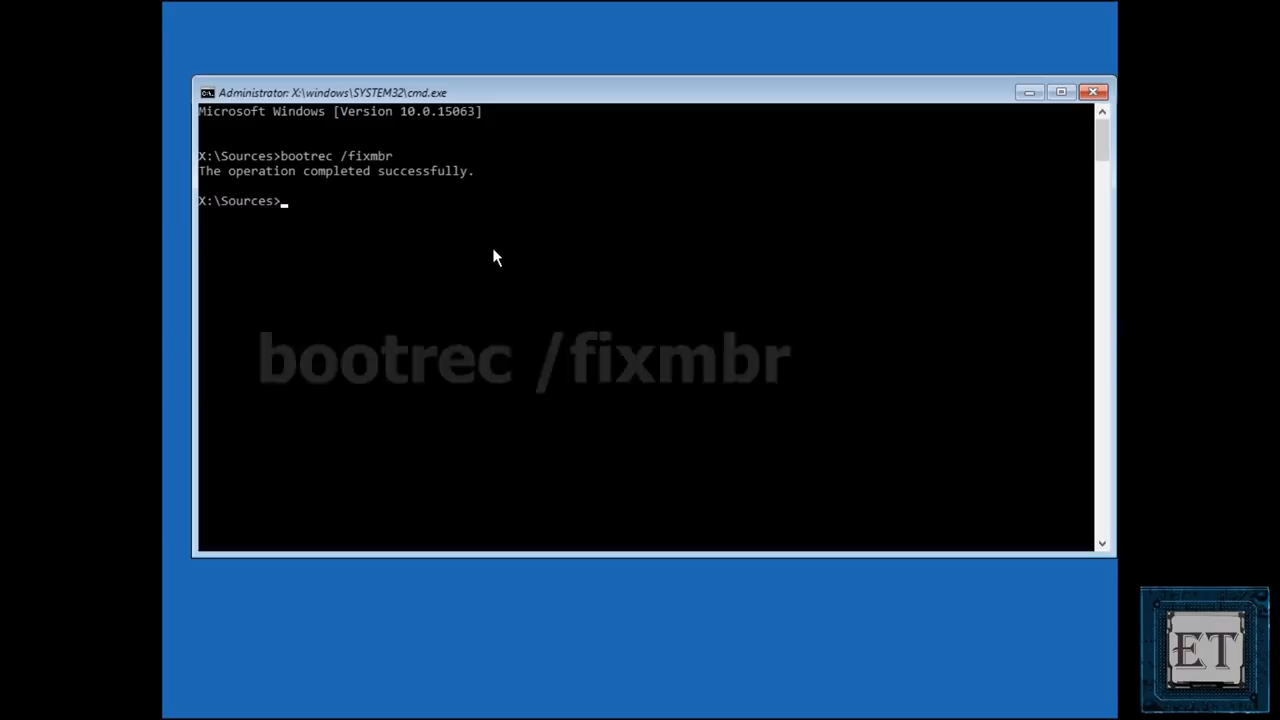 Administrator: X:\windows\SYSTEM32\cmd.exe
Microsoft Windows [Version 10.0.15063]
X:\Sources>bootrec /fixmbr
The operation completed successfully.
X:\Sources>
bootrec /fixmbr
ET